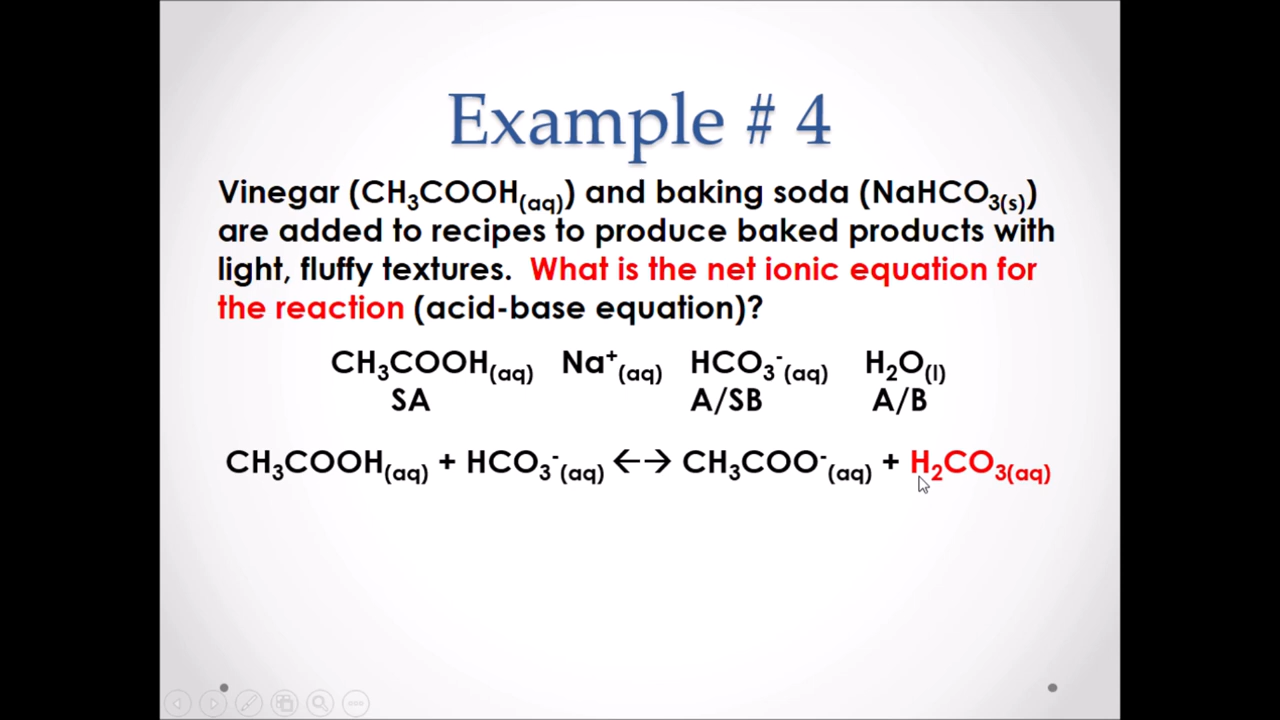 Example # 4
Vinegar (CH₃COOH₍aq₎) and baking soda (NaHCO₃₍s₎)
are added to recipes to produce baked products with
light, fluffy textures. What is the net ionic equation for
the reaction (acid-base equation)?
CH₃COOH(aq) Na⁺(aq) HCO₃⁻(aq) H₂O(l)
SA A/SB A/B
CH₃COOH(aq) + HCO₃⁻(aq) ←→ CH₃COO⁻(aq) + H₂CO₃(aq)